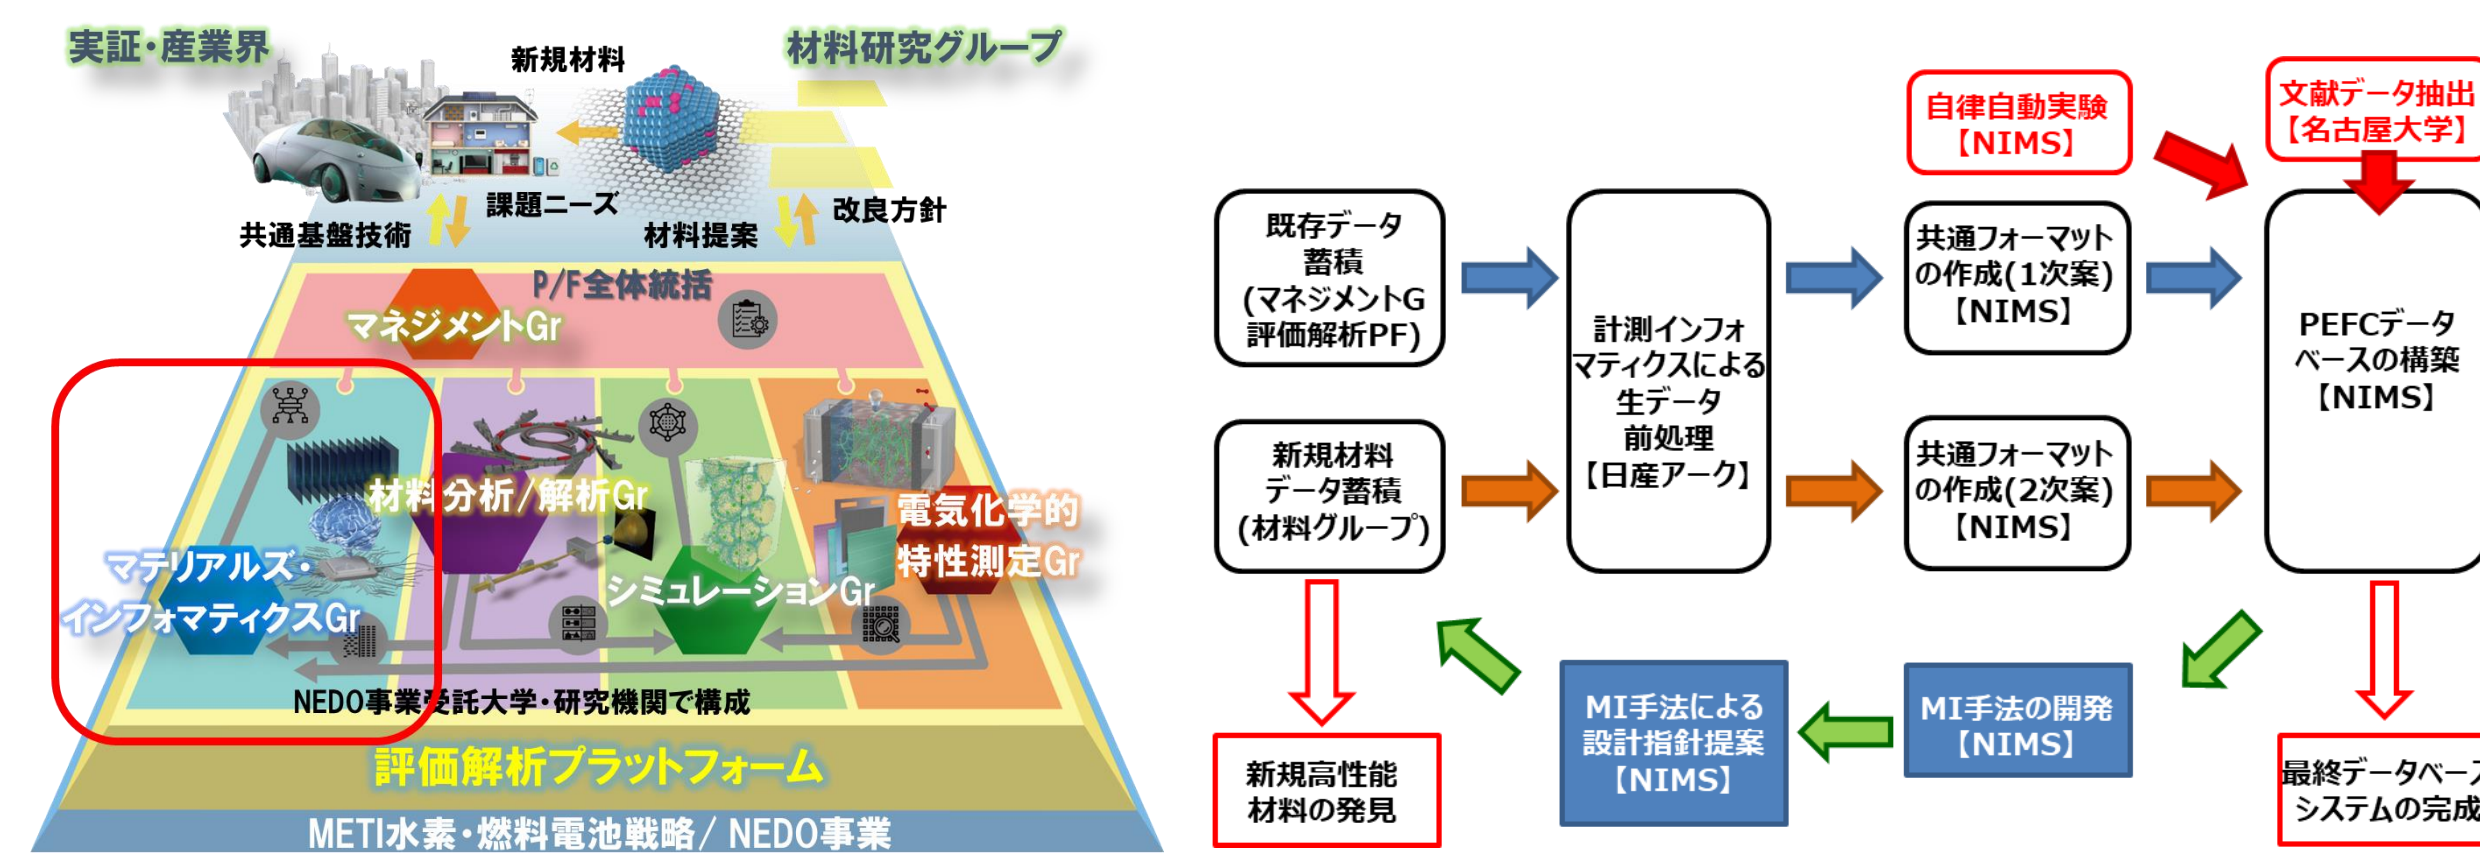 実証・産業界
新規材料
材料研究グループ
課題ニーズ
共通基盤技術
材料提案
改良方針
P/F全体統括
マネジメントGr
材料分析/解析Gr
電気化学的
特性測定Gr
マテリアルズ・
インフォマティクスGr
シミュレーションGr
NEDO事業受託大学・研究機関で構成
評価解析プラットフォーム
METI水素・燃料電池戦略/ NEDO事業
自律自動実験
【NIMS】
文献データ抽出
【名古屋大学】
既存データ
蓄積
(マネジメントG
評価解析PF)
計測インフォ
マティクスによる
生データ
前処理
【日産アーク】
共通フォーマット
の作成(1次案)
【NIMS】
PEFCデータ
ベースの構築
【NIMS】
新規材料
データ蓄積
(材料グループ)
共通フォーマット
の作成(2次案)
【NIMS】
MI手法による
設計指針提案
【NIMS】
MI手法の開発
【NIMS】
新規高性能
材料の発見
最終データベース
システムの完成